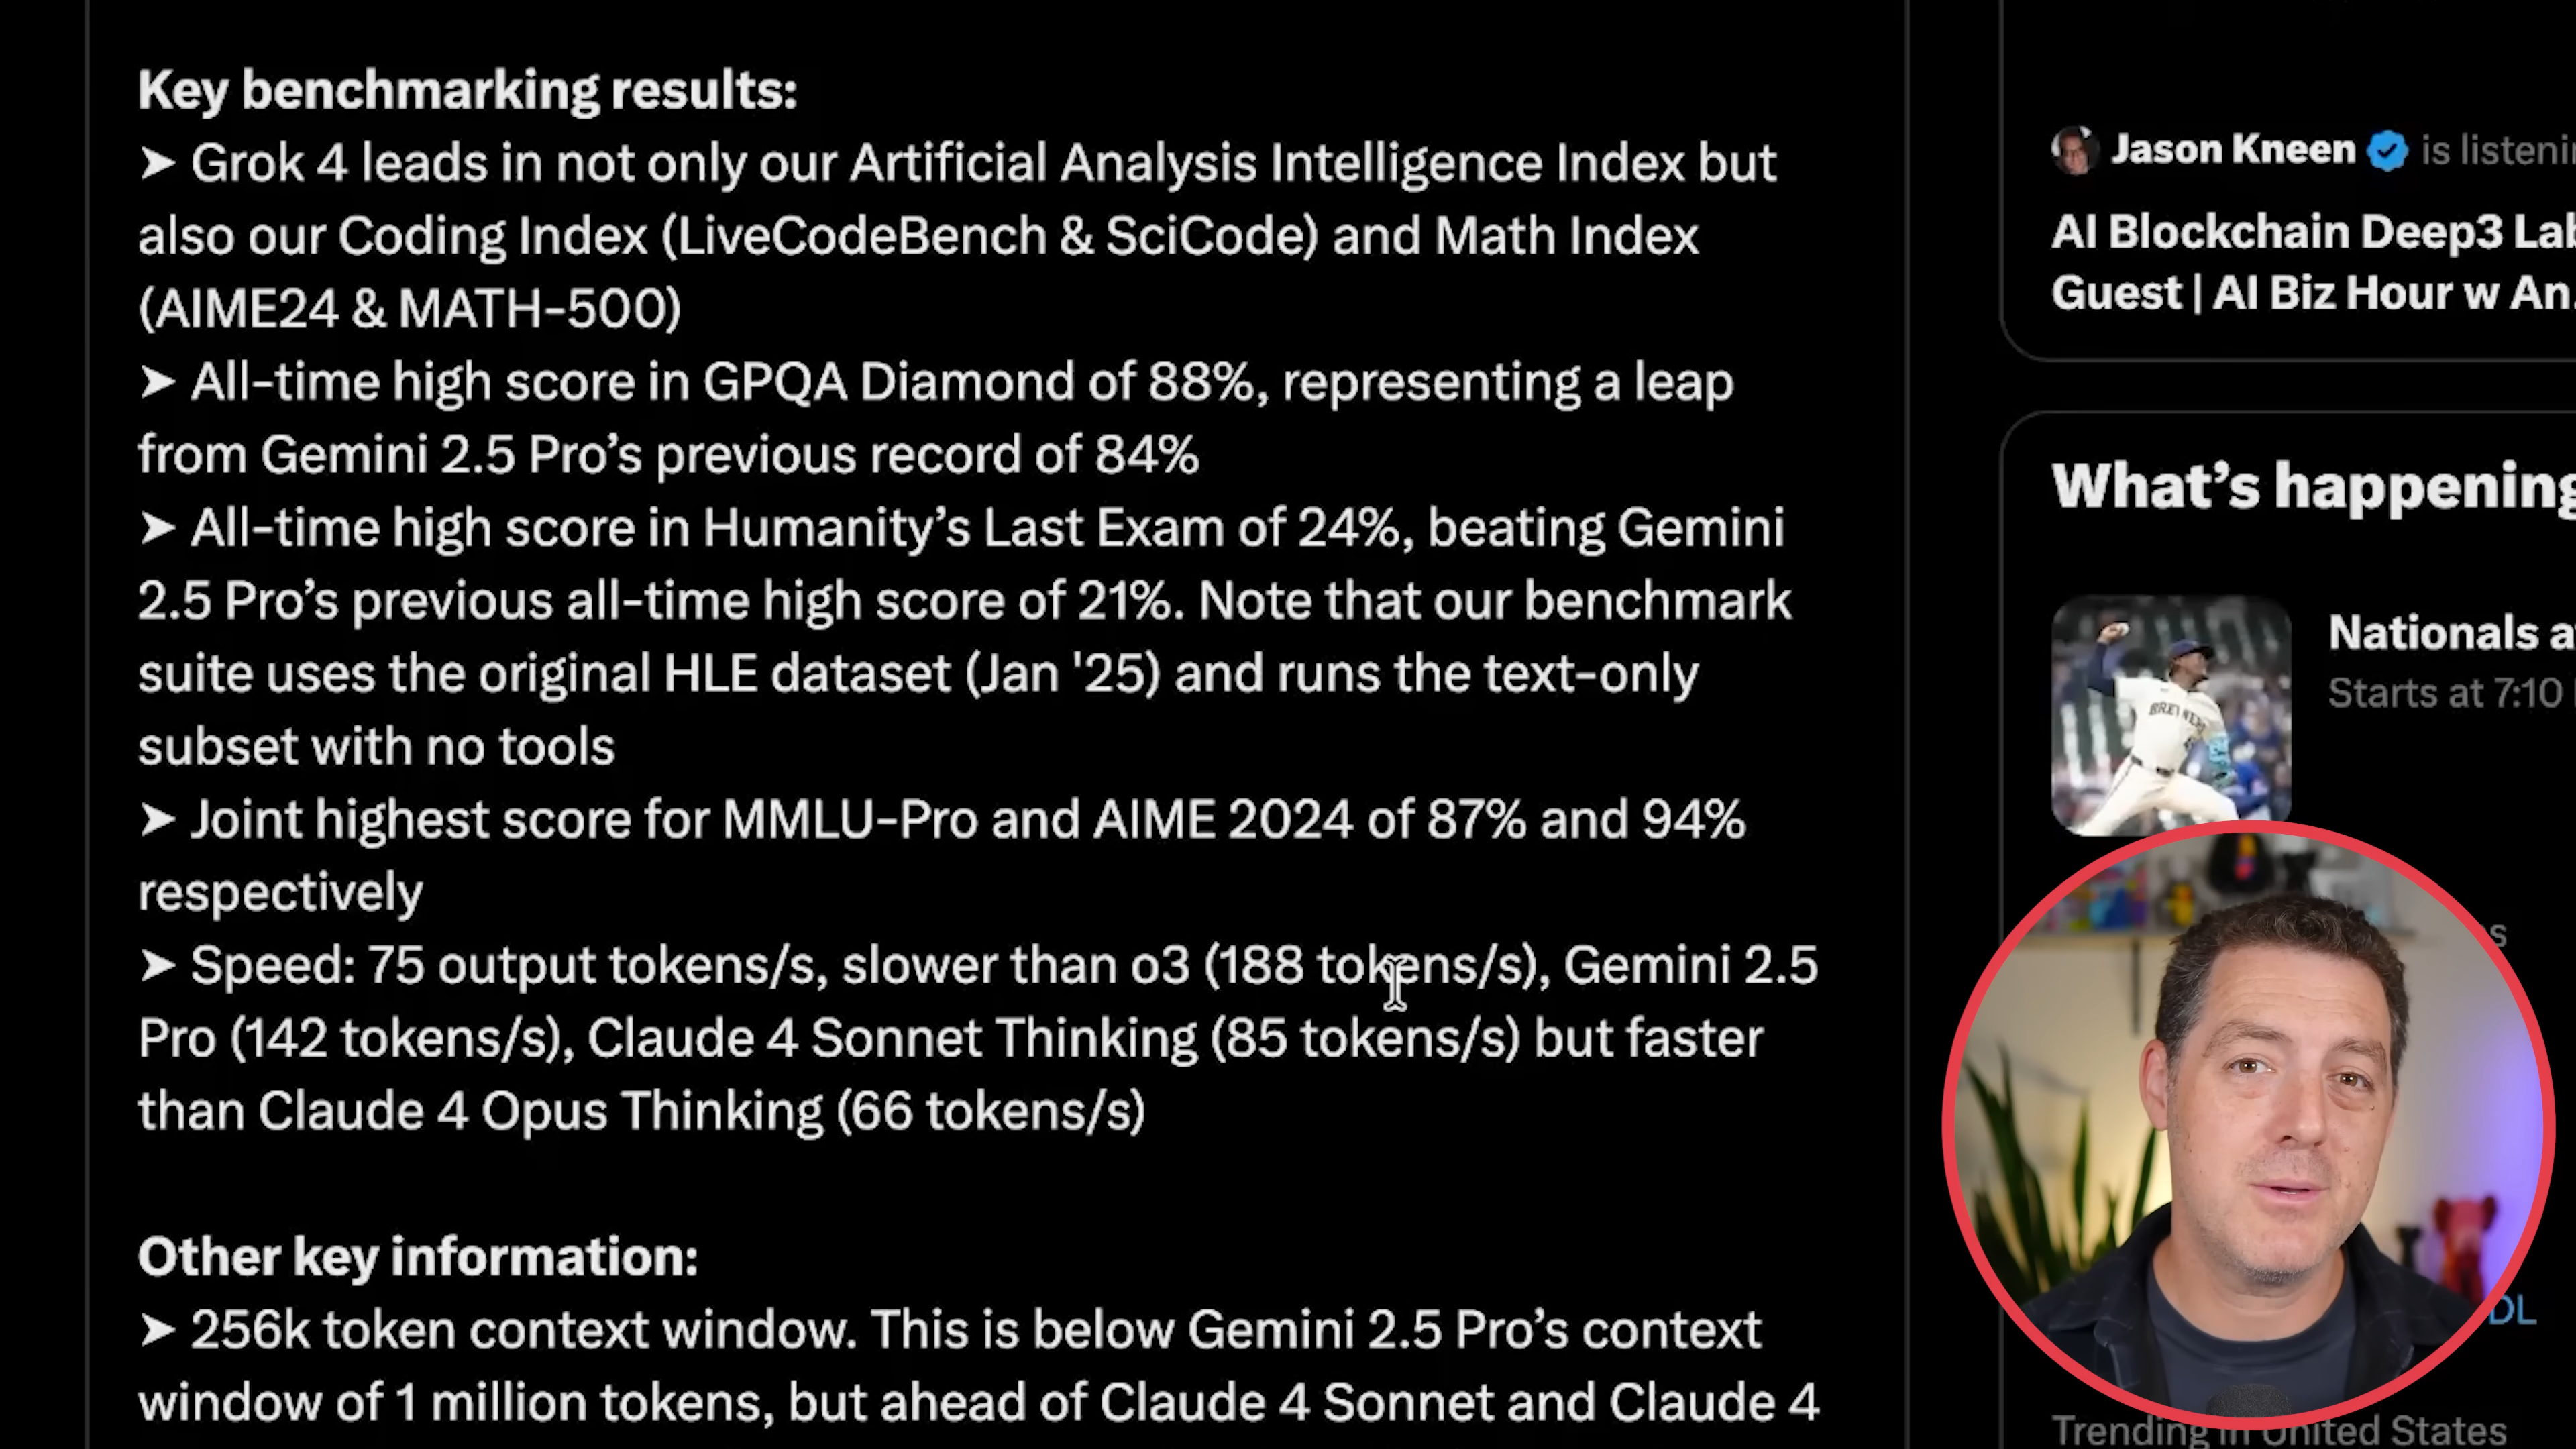 Key benchmarking results:
➤ Grok 4 leads in not only our Artificial Analysis Intelligence Index but
also our Coding Index (LiveCodeBench & SciCode) and Math Index
(AIME24 & MATH-500)
➤ All-time high score in GPQA Diamond of 88%, representing a leap
from Gemini 2.5 Pro’s previous record of 84%
➤ All-time high score in Humanity’s Last Exam of 24%, beating Gemini
2.5 Pro’s previous all-time high score of 21%. Note that our benchmark
suite uses the original HLE dataset (Jan '25) and runs the text-only
subset with no tools
➤ Joint highest score for MMLU-Pro and AIME 2024 of 87% and 94%
respectively
➤ Speed: 75 output tokens/s, slower than o3 (188 tokens/s), Gemini 2.5
Pro (142 tokens/s), Claude 4 Sonnet Thinking (85 tokens/s) but faster
than Claude 4 Opus Thinking (66 tokens/s)
Other key information:
➤ 256k token context window. This is below Gemini 2.5 Pro’s context
window of 1 million tokens, but ahead of Claude 4 Sonnet and Claude 4
Jason Kneen is
AI Blockchain Deep3
Guest | AI Biz Hour w An.
What’s happening
Nationals
Starts at 7:10
Trending in United States